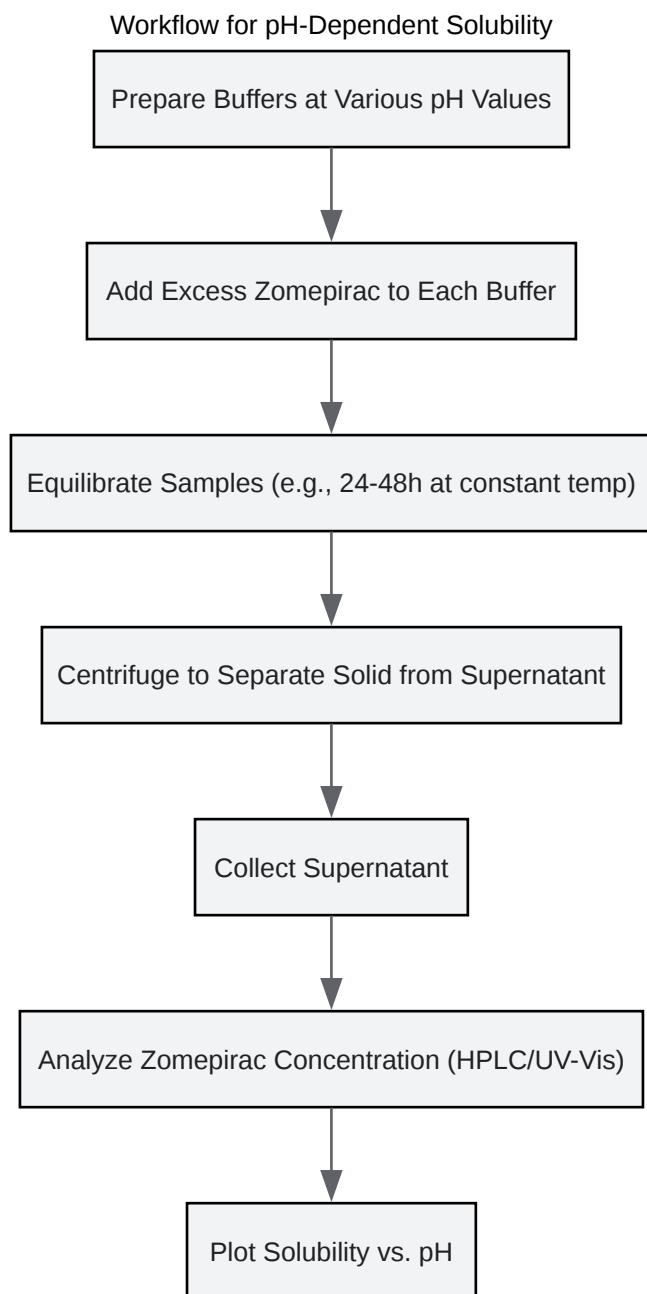 Workflow for pH-Dependent Solubility
Prepare Buffers at Various pH Values
Add Excess Zomepirac to Each Buffer
Equilibrate Samples (e.g., 24-48h at constant temp)
Centrifuge to Separate Solid from Supernatant
Collect Supernatant
Analyze Zomepirac Concentration (HPLC/UV-Vis)
Plot Solubility vs. pH